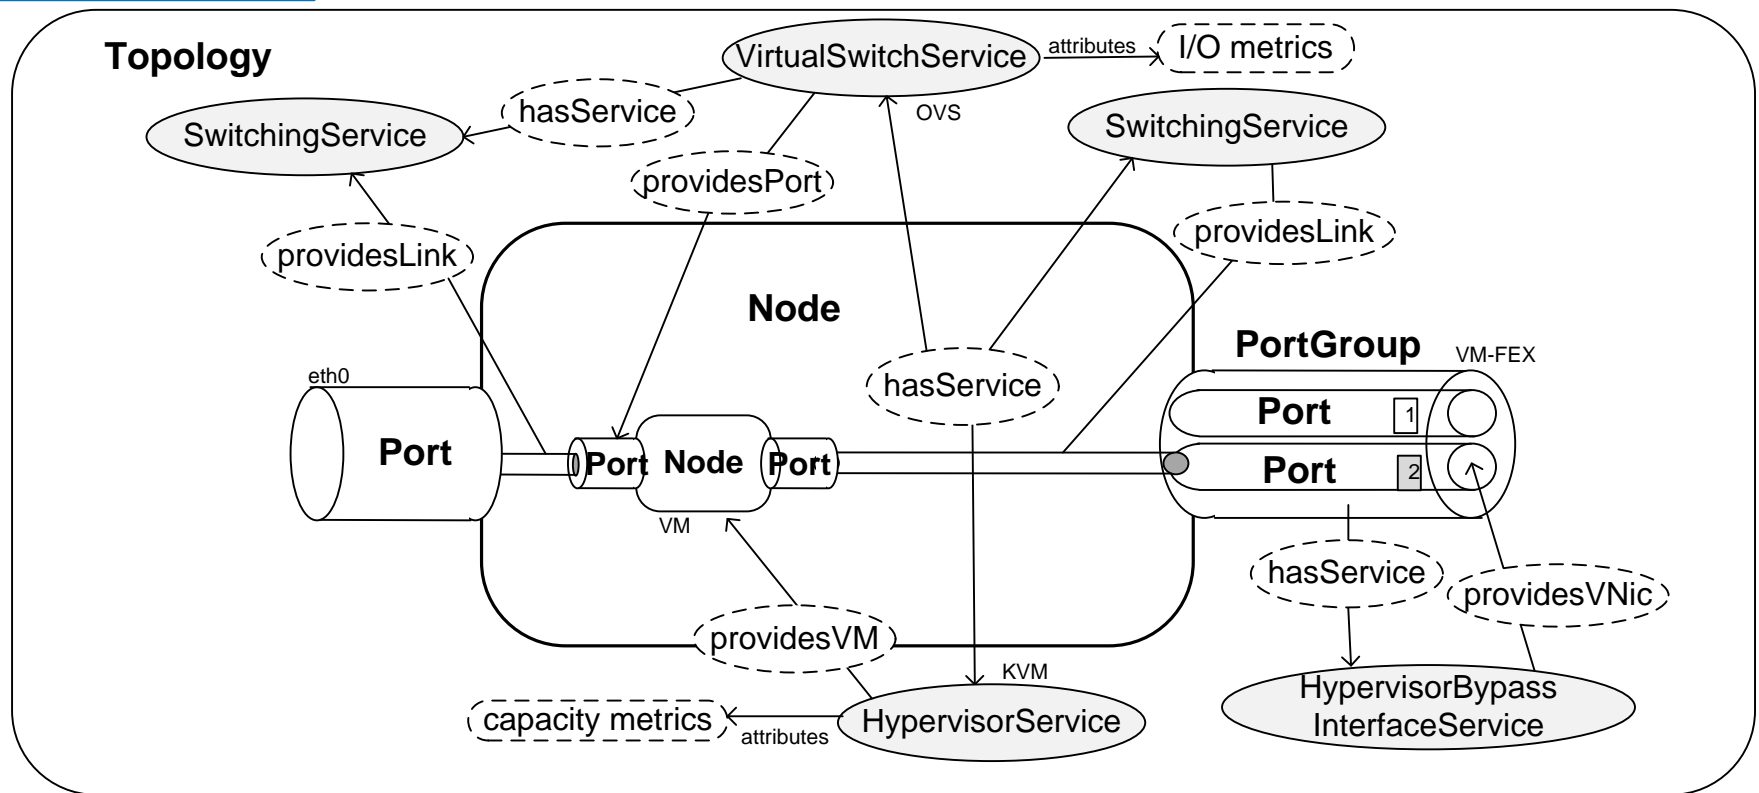 Topology
VirtualSwitchService
attributes
I/O metrics
hasService
OVS
SwitchingService
SwitchingService
providesPort
providesLink
providesLink
Node
PortGroup
VM-FEX
eth0
hasService
Port
1
Port
Port
Node
Port
Port
2
VM
hasService
providesVNic
providesVM
KVM
HypervisorBypass
InterfaceService
capacity metrics
attributes
HypervisorService